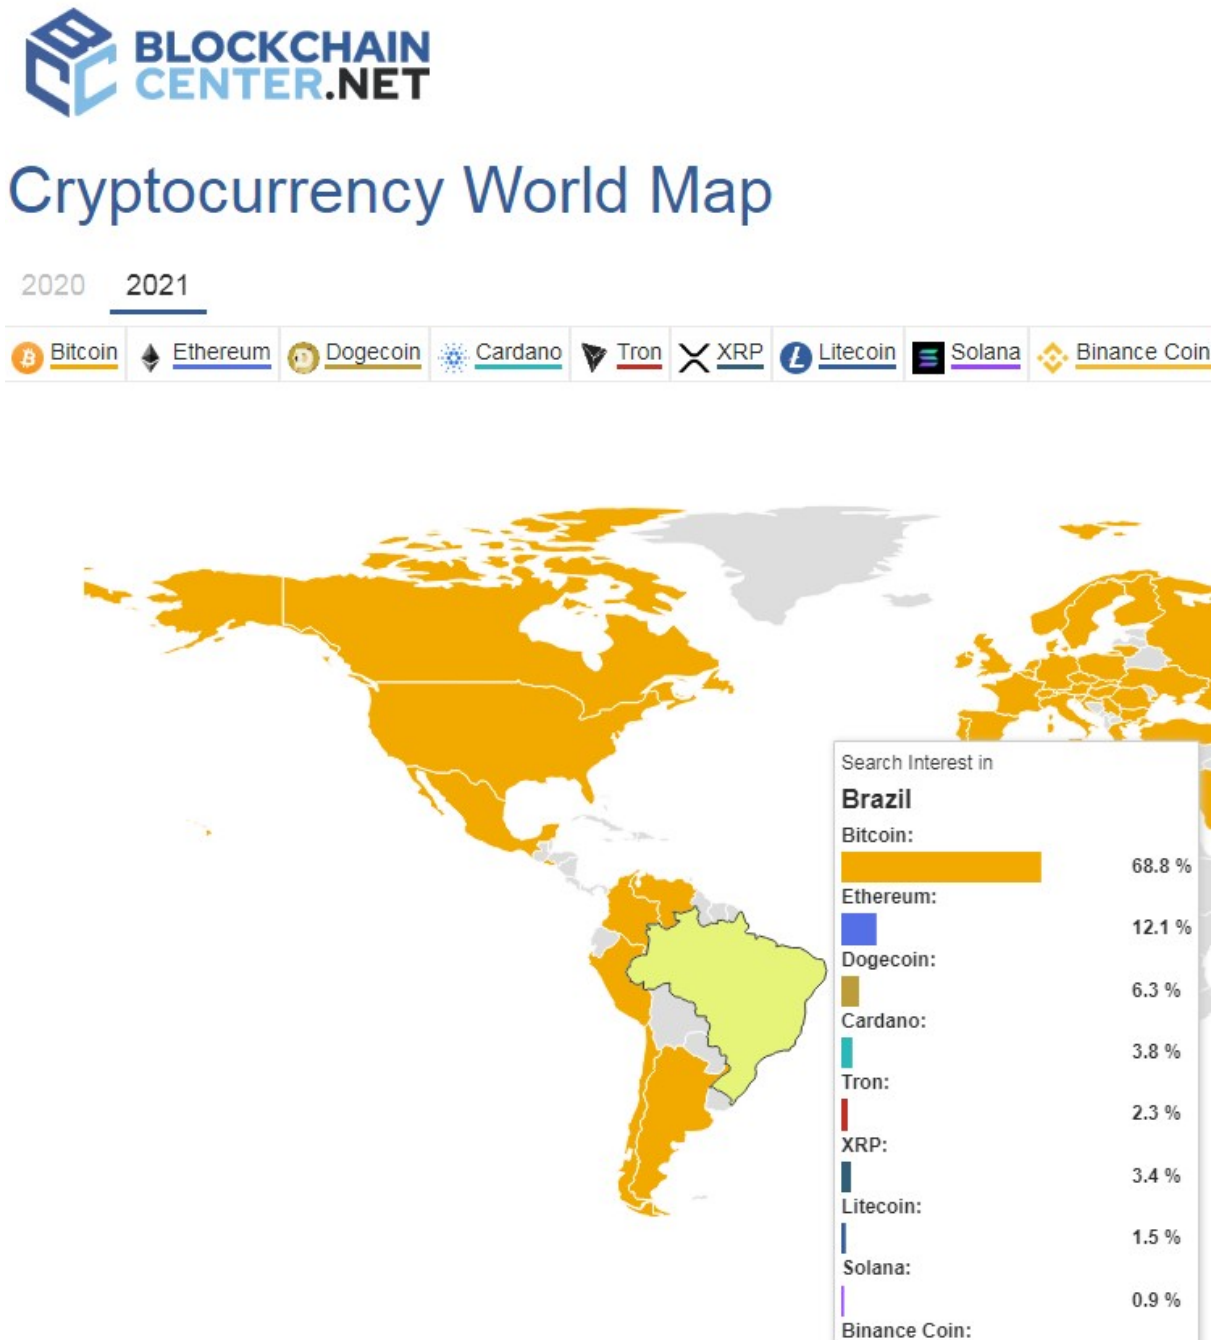 BLOCKCHAIN
CENTER.NET
Cryptocurrency World Map
2020 2021
Bitcoin Ethereum Dogecoin Cardano Tron XRP Litecoin Solana Binance Coin
Search Interest in
Brazil
Bitcoin:
68.8 %
Ethereum:
12.1 %
Dogecoin:
6.3 %
Cardano:
3.8 %
Tron:
2.3 %
XRP:
3.4 %
Litecoin:
1.5 %
Solana:
0.9 %
Binance Coin: